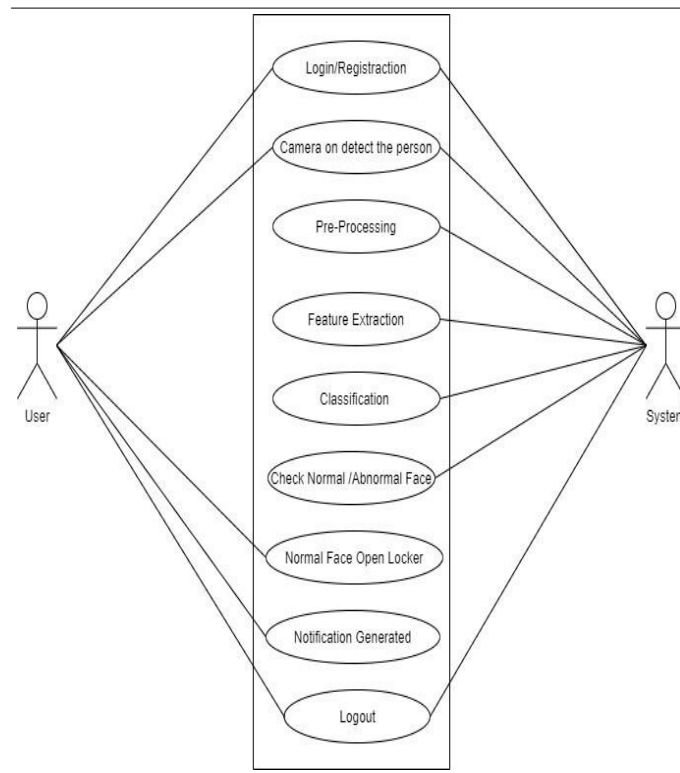 Login/Registraction
Camera on detect the person
Pre-Processing
Feature Extraction
Classification
Check Normal /Abnormal Face
Normal Face Open Locker
Notification Generated
Logout
User
System